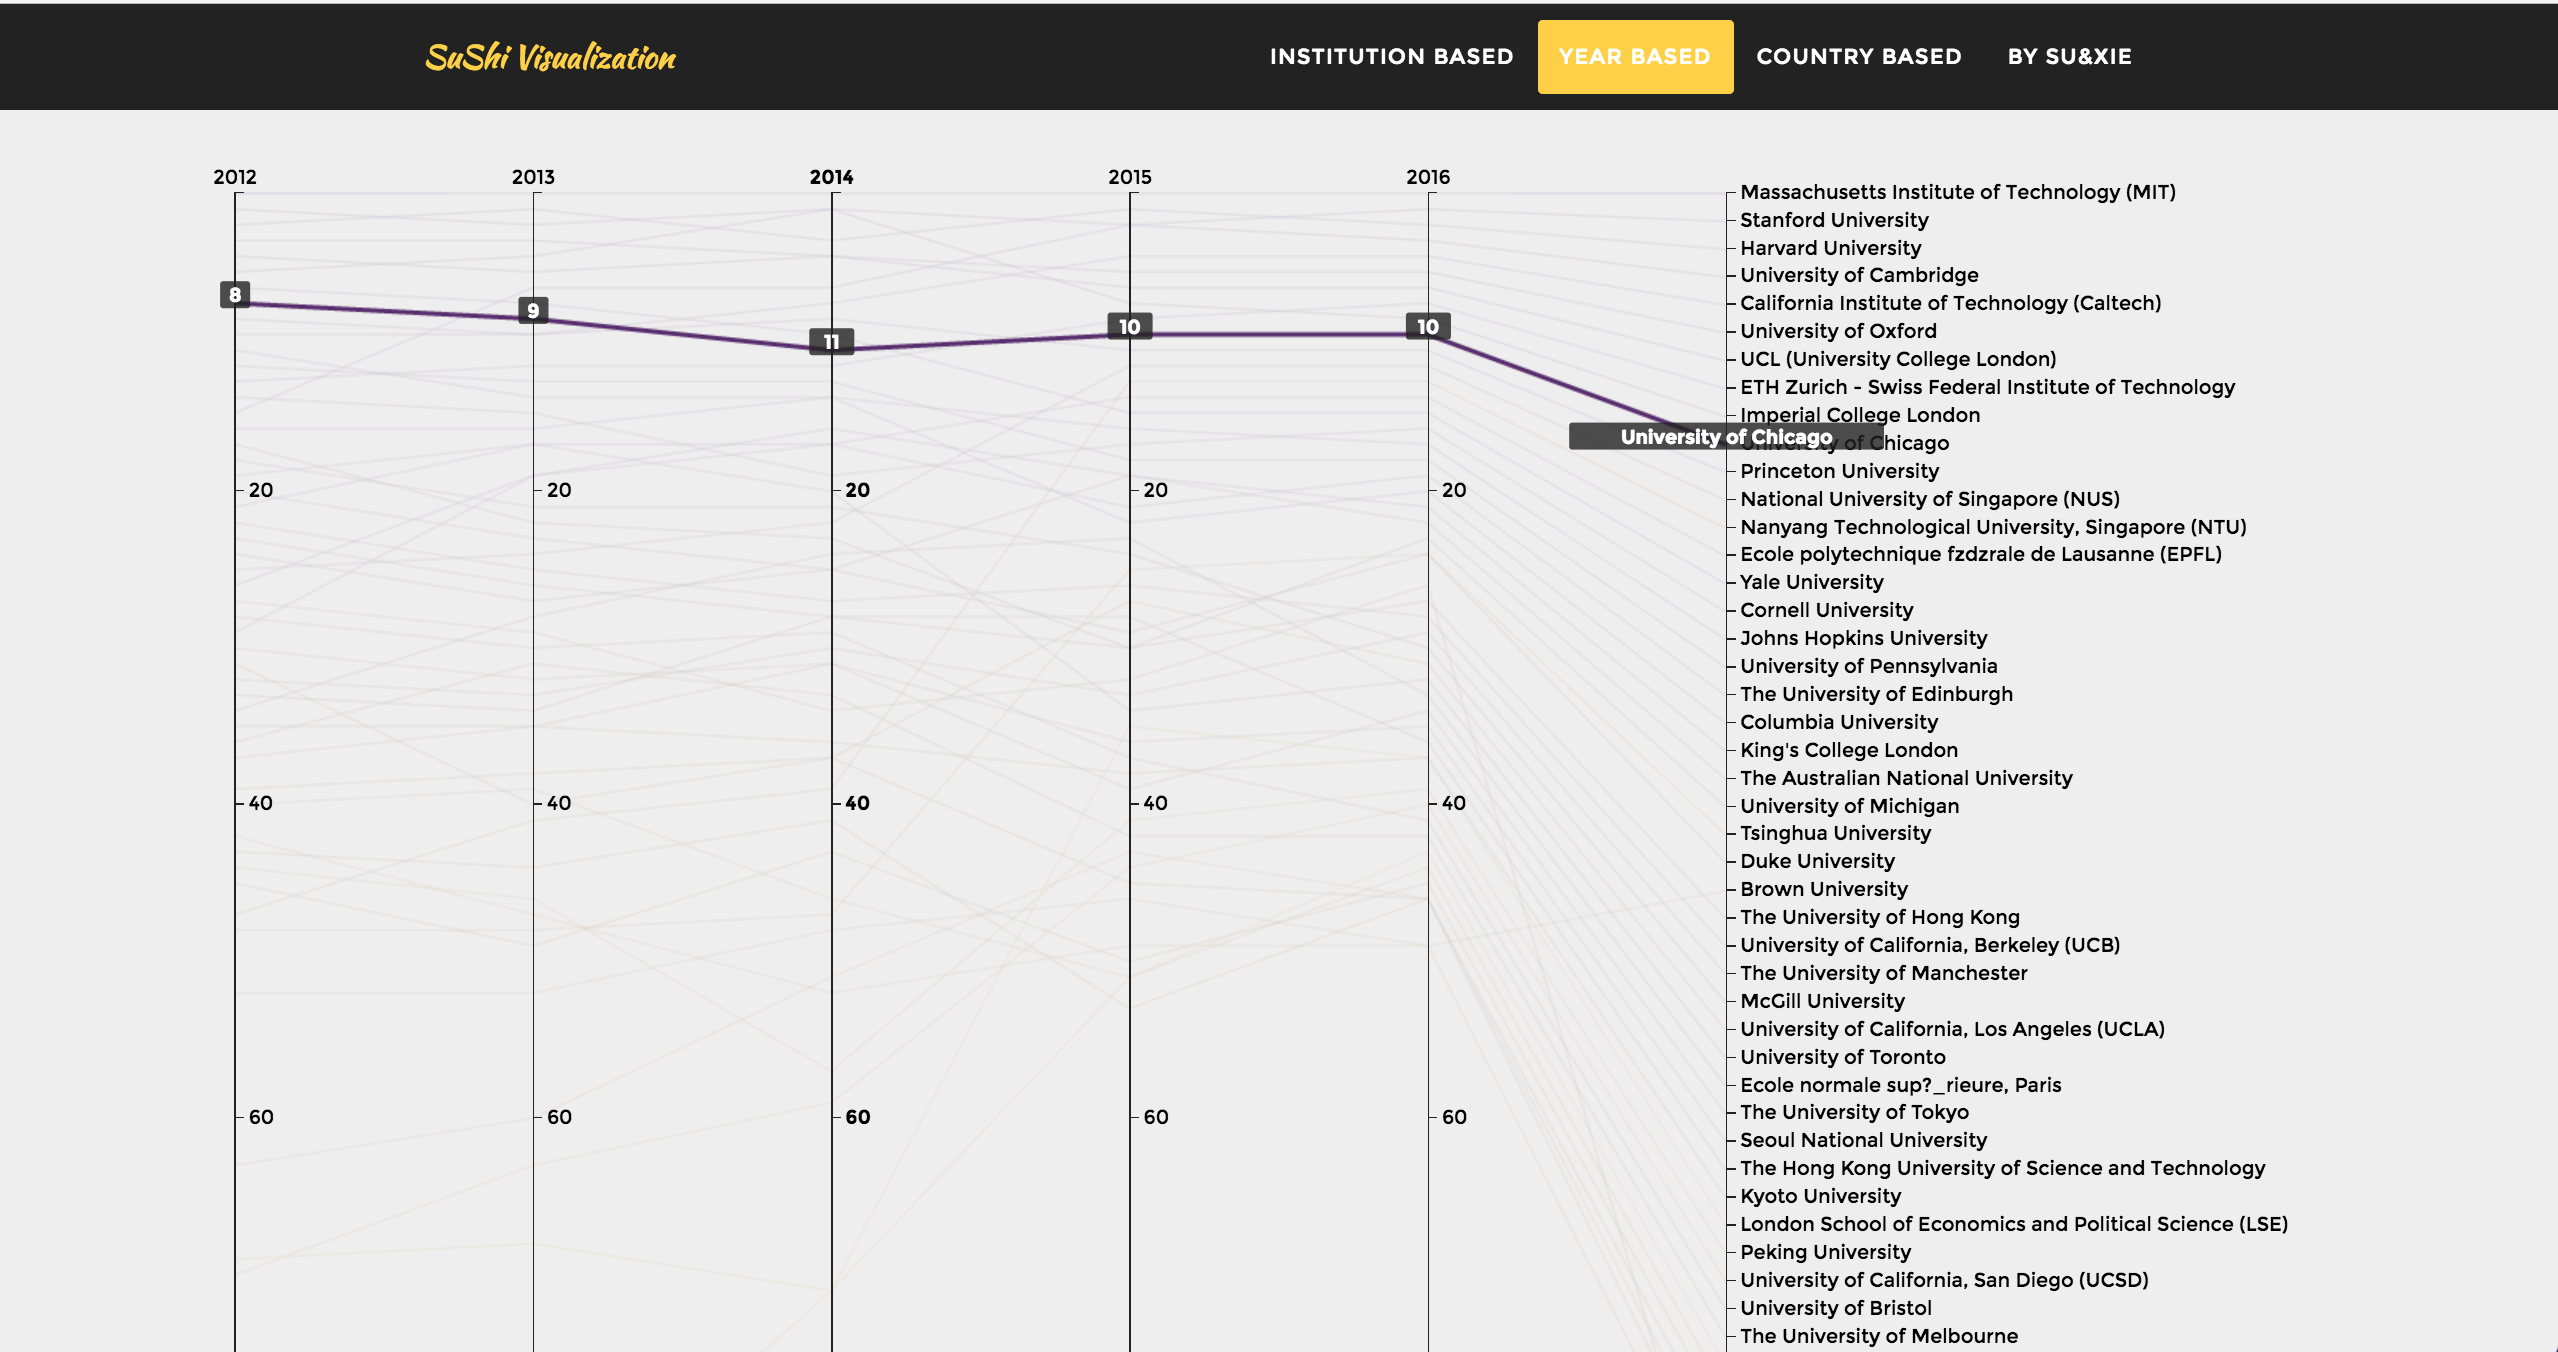 SuShi Visualization
INSTITUTION BASED
YEAR BASED
COUNTRY BASED
BY SU&XIE
2012
2013
2014
2015
2016
8
9
11
10
10
20
20
20
20
20
40
40
40
40
40
60
60
60
60
60
Massachusetts Institute of Technology (MIT)
Stanford University
Harvard University
University of Cambridge
California Institute of Technology (Caltech)
University of Oxford
UCL (University College London)
ETH Zurich - Swiss Federal Institute of Technology
Imperial College London
University of Chicago
University of Chicago
Princeton University
National University of Singapore (NUS)
Nanyang Technological University, Singapore (NTU)
Ecole polytechnique fzdzrale de Lausanne (EPFL)
Yale University
Cornell University
Johns Hopkins University
University of Pennsylvania
The University of Edinburgh
Columbia University
King's College London
The Australian National University
University of Michigan
Tsinghua University
Duke University
Brown University
The University of Hong Kong
University of California, Berkeley (UCB)
The University of Manchester
McGill University
University of California, Los Angeles (UCLA)
University of Toronto
Ecole normale sup?_rieure, Paris
The University of Tokyo
Seoul National University
The Hong Kong University of Science and Technology
Kyoto University
London School of Economics and Political Science (LSE)
Peking University
University of California, San Diego (UCSD)
University of Bristol
The University of Melbourne